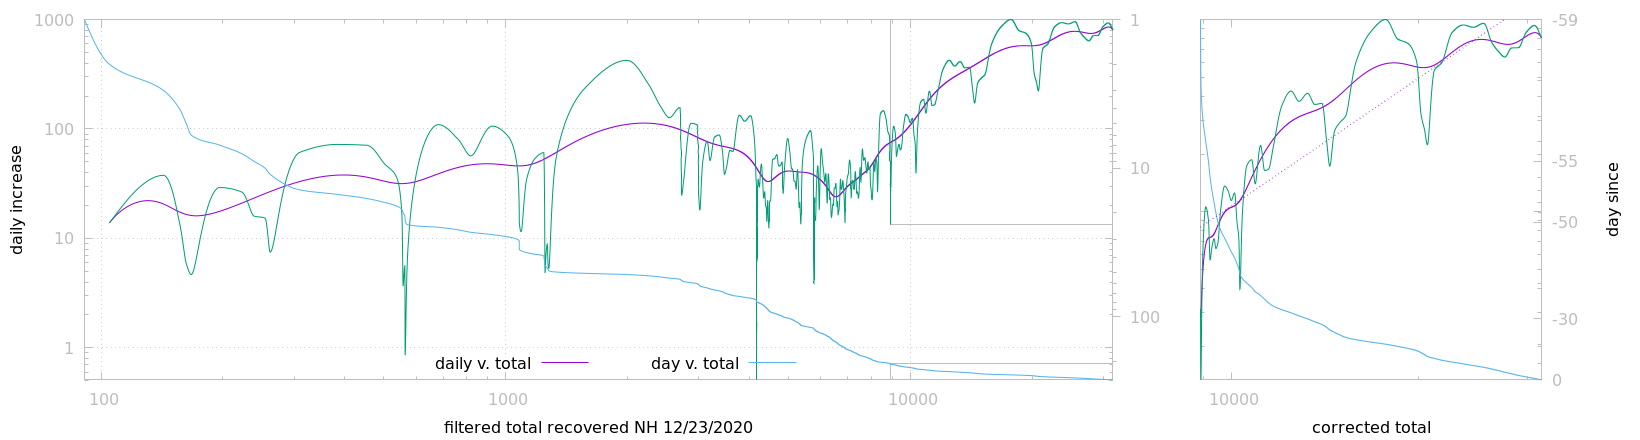 1000
100
10
1
daily increase
1
10
100
-59
-55
-50
-30
0
day since
daily v. total
day v. total
100
1000
10000
10000
filtered total recovered NH 12/23/2020
corrected total